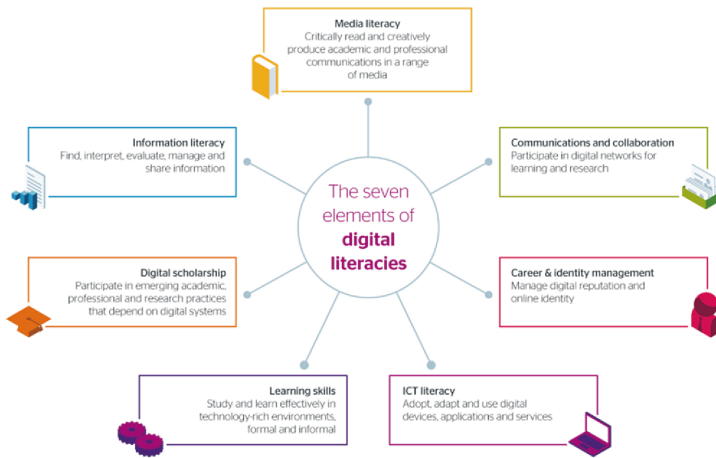 Media literacy
Critically read and creatively
produce academic and professional
communications in a range
of media
Information literacy
Find, interpret, evaluate, manage and
share information
Communications and collaboration
Participate in digital networks for
learning and research
The seven
elements of
digital
literacies
Digital scholarship
Participate in emerging academic,
professional and research practices
that depend on digital systems
Career & identity management
Manage digital reputation and
online identity
Learning skills
Study and learn effectively in
technology-rich environments,
formal and informal
ICT literacy
Adopt, adapt and use digital
devices, applications and services